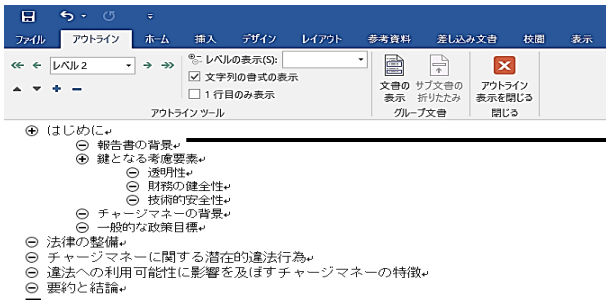 ファイル アウトライン ホーム 挿入 デザイン レイアウト 参考資料 差し込み文書 校閲 表示
レベル 2 レベルの表示(S):
文字列の書式の表示
1 行目のみ表示
文書の表示 サブ文書の折りたたみ アウトライン表示を閉じる
アウトライン ツール グループ文書 閉じる
はじめに
報告書の背景
鍵となる考慮要素
透明性
財務の健全性
技術的安全性
チャージマネーの背景
一般的な政策目標
法律の整備
チャージマネーに関する潜在的違法行為
違法への利用可能性に影響を及ぼすチャージマネーの特徴
要約と結論